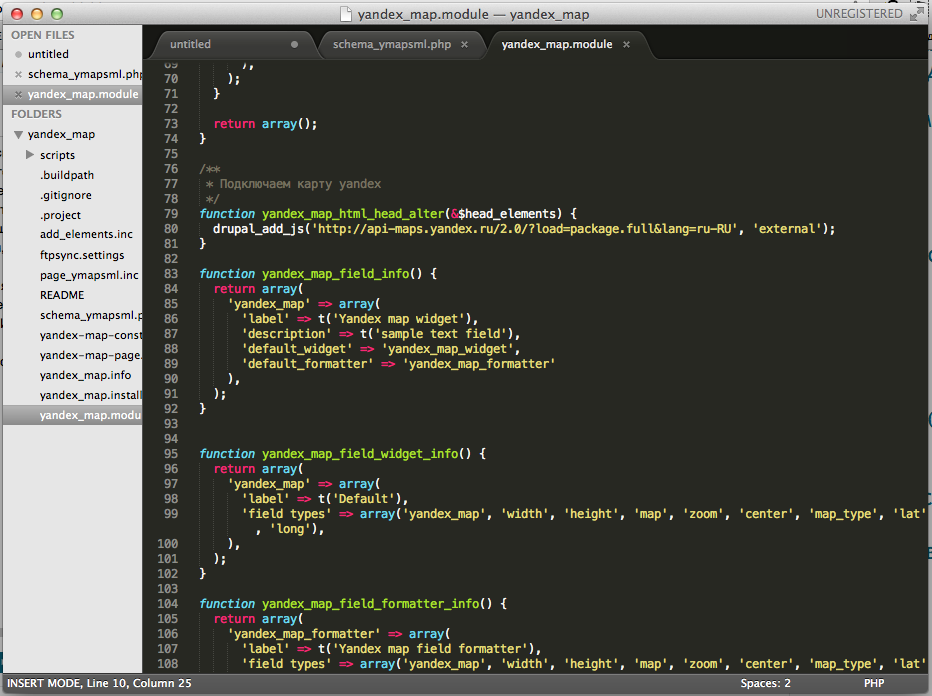 yandex_map.module — yandex_map
UNREGISTERED
OPEN FILES
untitled
schema_ymapsml.php
yandex_map.module
FOLDERS
yandex_map
scripts
.buildpath
.gitignore
.project
add_elements.inc
ftpsync.settings
page_ymapsml.inc
README
schema_ymapsml.p
yandex-map-const
yandex-map-page.
yandex_map.info
yandex_map.install
yandex_map.modu
untitled
schema_ymapsml.php
yandex_map.module
69 ),
70 );
71 }
72
73 return array();
74 }
75
76 /**
77 * Подключаем карту yandex
78 */
79 function yandex_map_html_head_alter(&$head_elements) {
80 drupal_add_js('http://api-maps.yandex.ru/2.0/?load=package.full&lang=ru-RU', 'external');
81 }
82
83 function yandex_map_field_info() {
84 return array(
85 'yandex_map' => array(
86 'label' => t('Yandex map widget'),
87 'description' => t('sample text field'),
88 'default_widget' => 'yandex_map_widget',
89 'default_formatter' => 'yandex_map_formatter'
90 ),
91 );
92 }
93
94
95 function yandex_map_field_widget_info() {
96 return array(
97 'yandex_map' => array(
98 'label' => t('Default'),
99 'field types' => array('yandex_map', 'width', 'height', 'map', 'zoom', 'center', 'map_type', 'lat'
, 'long'),
100 ),
101 );
102 }
103
104 function yandex_map_field_formatter_info() {
105 return array(
106 'yandex_map_formatter' => array(
107 'label' => t('Yandex map field formatter'),
108 'field types' => array('yandex_map', 'width', 'height', 'map', 'zoom', 'center', 'map_type', 'lat'
INSERT MODE, Line 10, Column 25
Spaces: 2
PHP